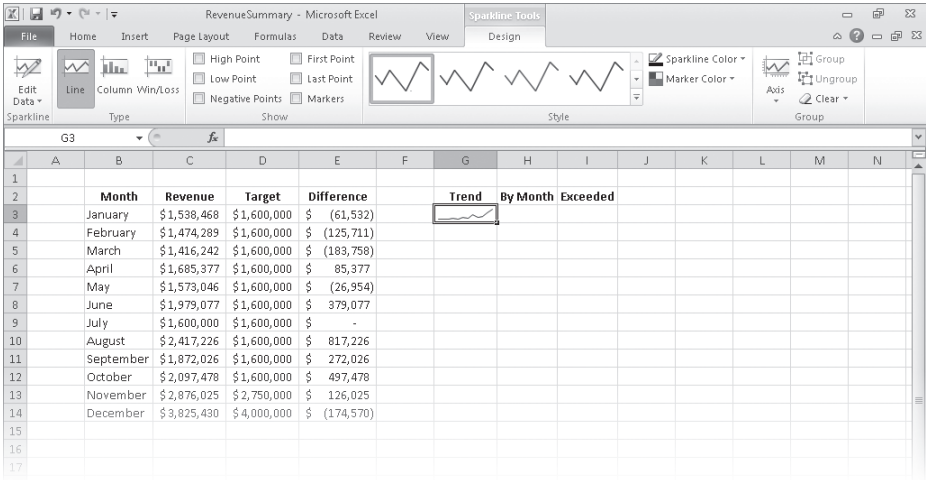 RevenueSummary - Microsoft Excel
Sparkline Tools
File Home Insert Page Layout Formulas Data Review View Design
Edit Data
Sparkline
Line Column Win/Loss
Type
High Point First Point
Low Point Last Point
Negative Points Markers
Show
Style
Sparkline Color
Marker Color
Axis
Group
Ungroup
Clear
Group
G3 fx
A B C D E F G H I J K L M N
1
2 Month Revenue Target Difference Trend By Month Exceeded
3 January $1,538,468 $1,600,000 $ (61,532)
4 February $1,474,289 $1,600,000 $ (125,711)
5 March $1,416,242 $1,600,000 $ (183,758)
6 April $1,685,377 $1,600,000 $ 85,377
7 May $1,573,046 $1,600,000 $ (26,954)
8 June $1,979,077 $1,600,000 $ 379,077
9 July $1,600,000 $1,600,000 $ -
10 August $2,417,226 $1,600,000 $ 817,226
11 September $1,872,026 $1,600,000 $ 272,026
12 October $2,097,478 $1,600,000 $ 497,478
13 November $2,876,025 $2,750,000 $ 126,025
14 December $3,825,430 $4,000,000 $ (174,570)
15
16
17